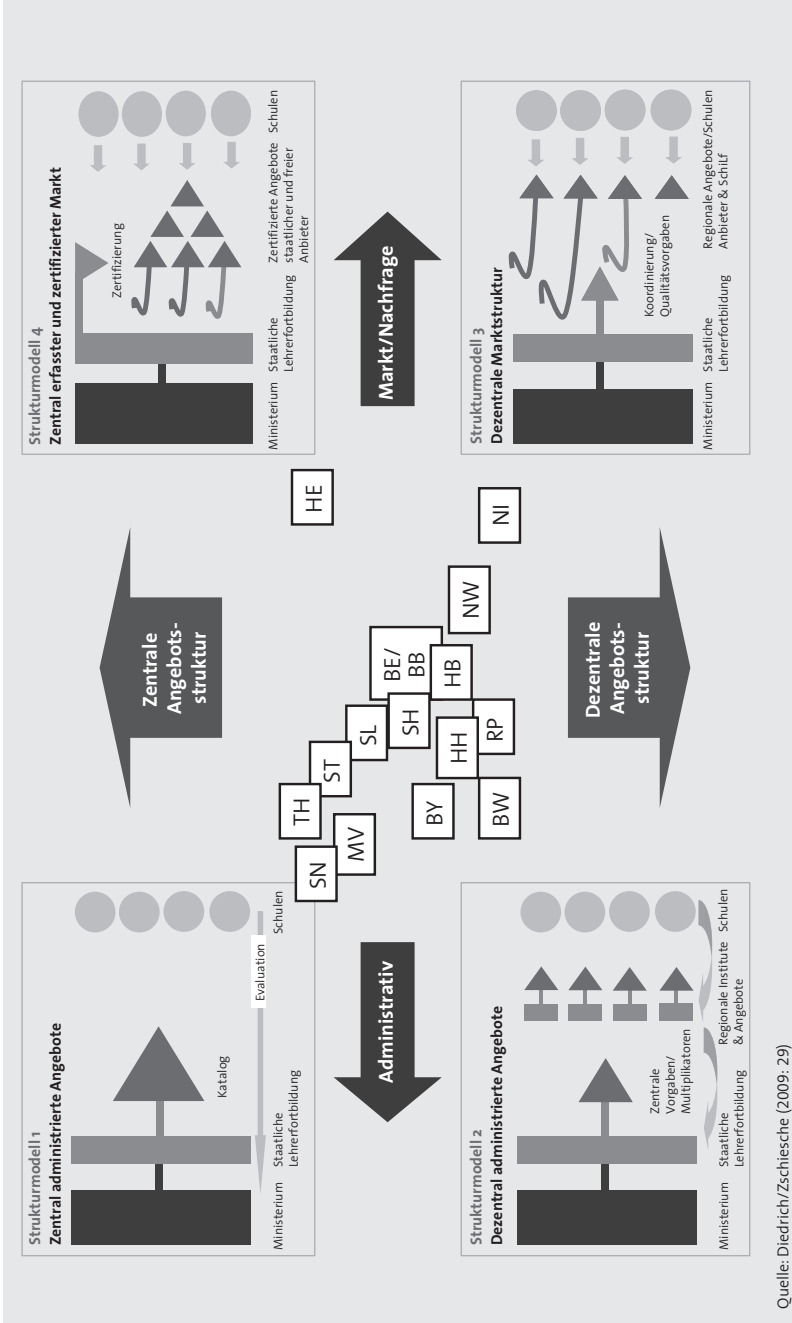 Strukturmodell 1
Zentral administrierte Angebote
Katalog
Evaluation
Ministerium
Staatliche
Lehrerfortbildung
Schulen
Zentrale
Angebots-
struktur
Strukturmodell 4
Zentral erfasster und zertifizierter Markt
Zertifizierung
Ministerium
Staatliche
Lehrerfortbildung
Zertifizierte Angebote
staatlicher und freier
Anbieter
Schulen
Administrativ
SN
TH
MV
ST
SL
SH
BE/
BB
HB
HE
BY
HH
BW
RP
NW
NI
Markt/Nachfrage
Strukturmodell 2
Dezentral administrierte Angebote
Zentrale
Vorgaben/
Multiplikatoren
Ministerium
Staatliche
Lehrerfortbildung
Regionale Institute
& Angebote
Schulen
Dezentrale
Angebots-
struktur
Strukturmodell 3
Dezentrale Marktstruktur
Koordinierung/
Qualitätsvorgaben
Ministerium
Staatliche
Lehrerfortbildung
Regionale Angebote/Schulen
Anbieter & SchiLf
Quelle: Diedrich/Zschiesche (2009: 29)